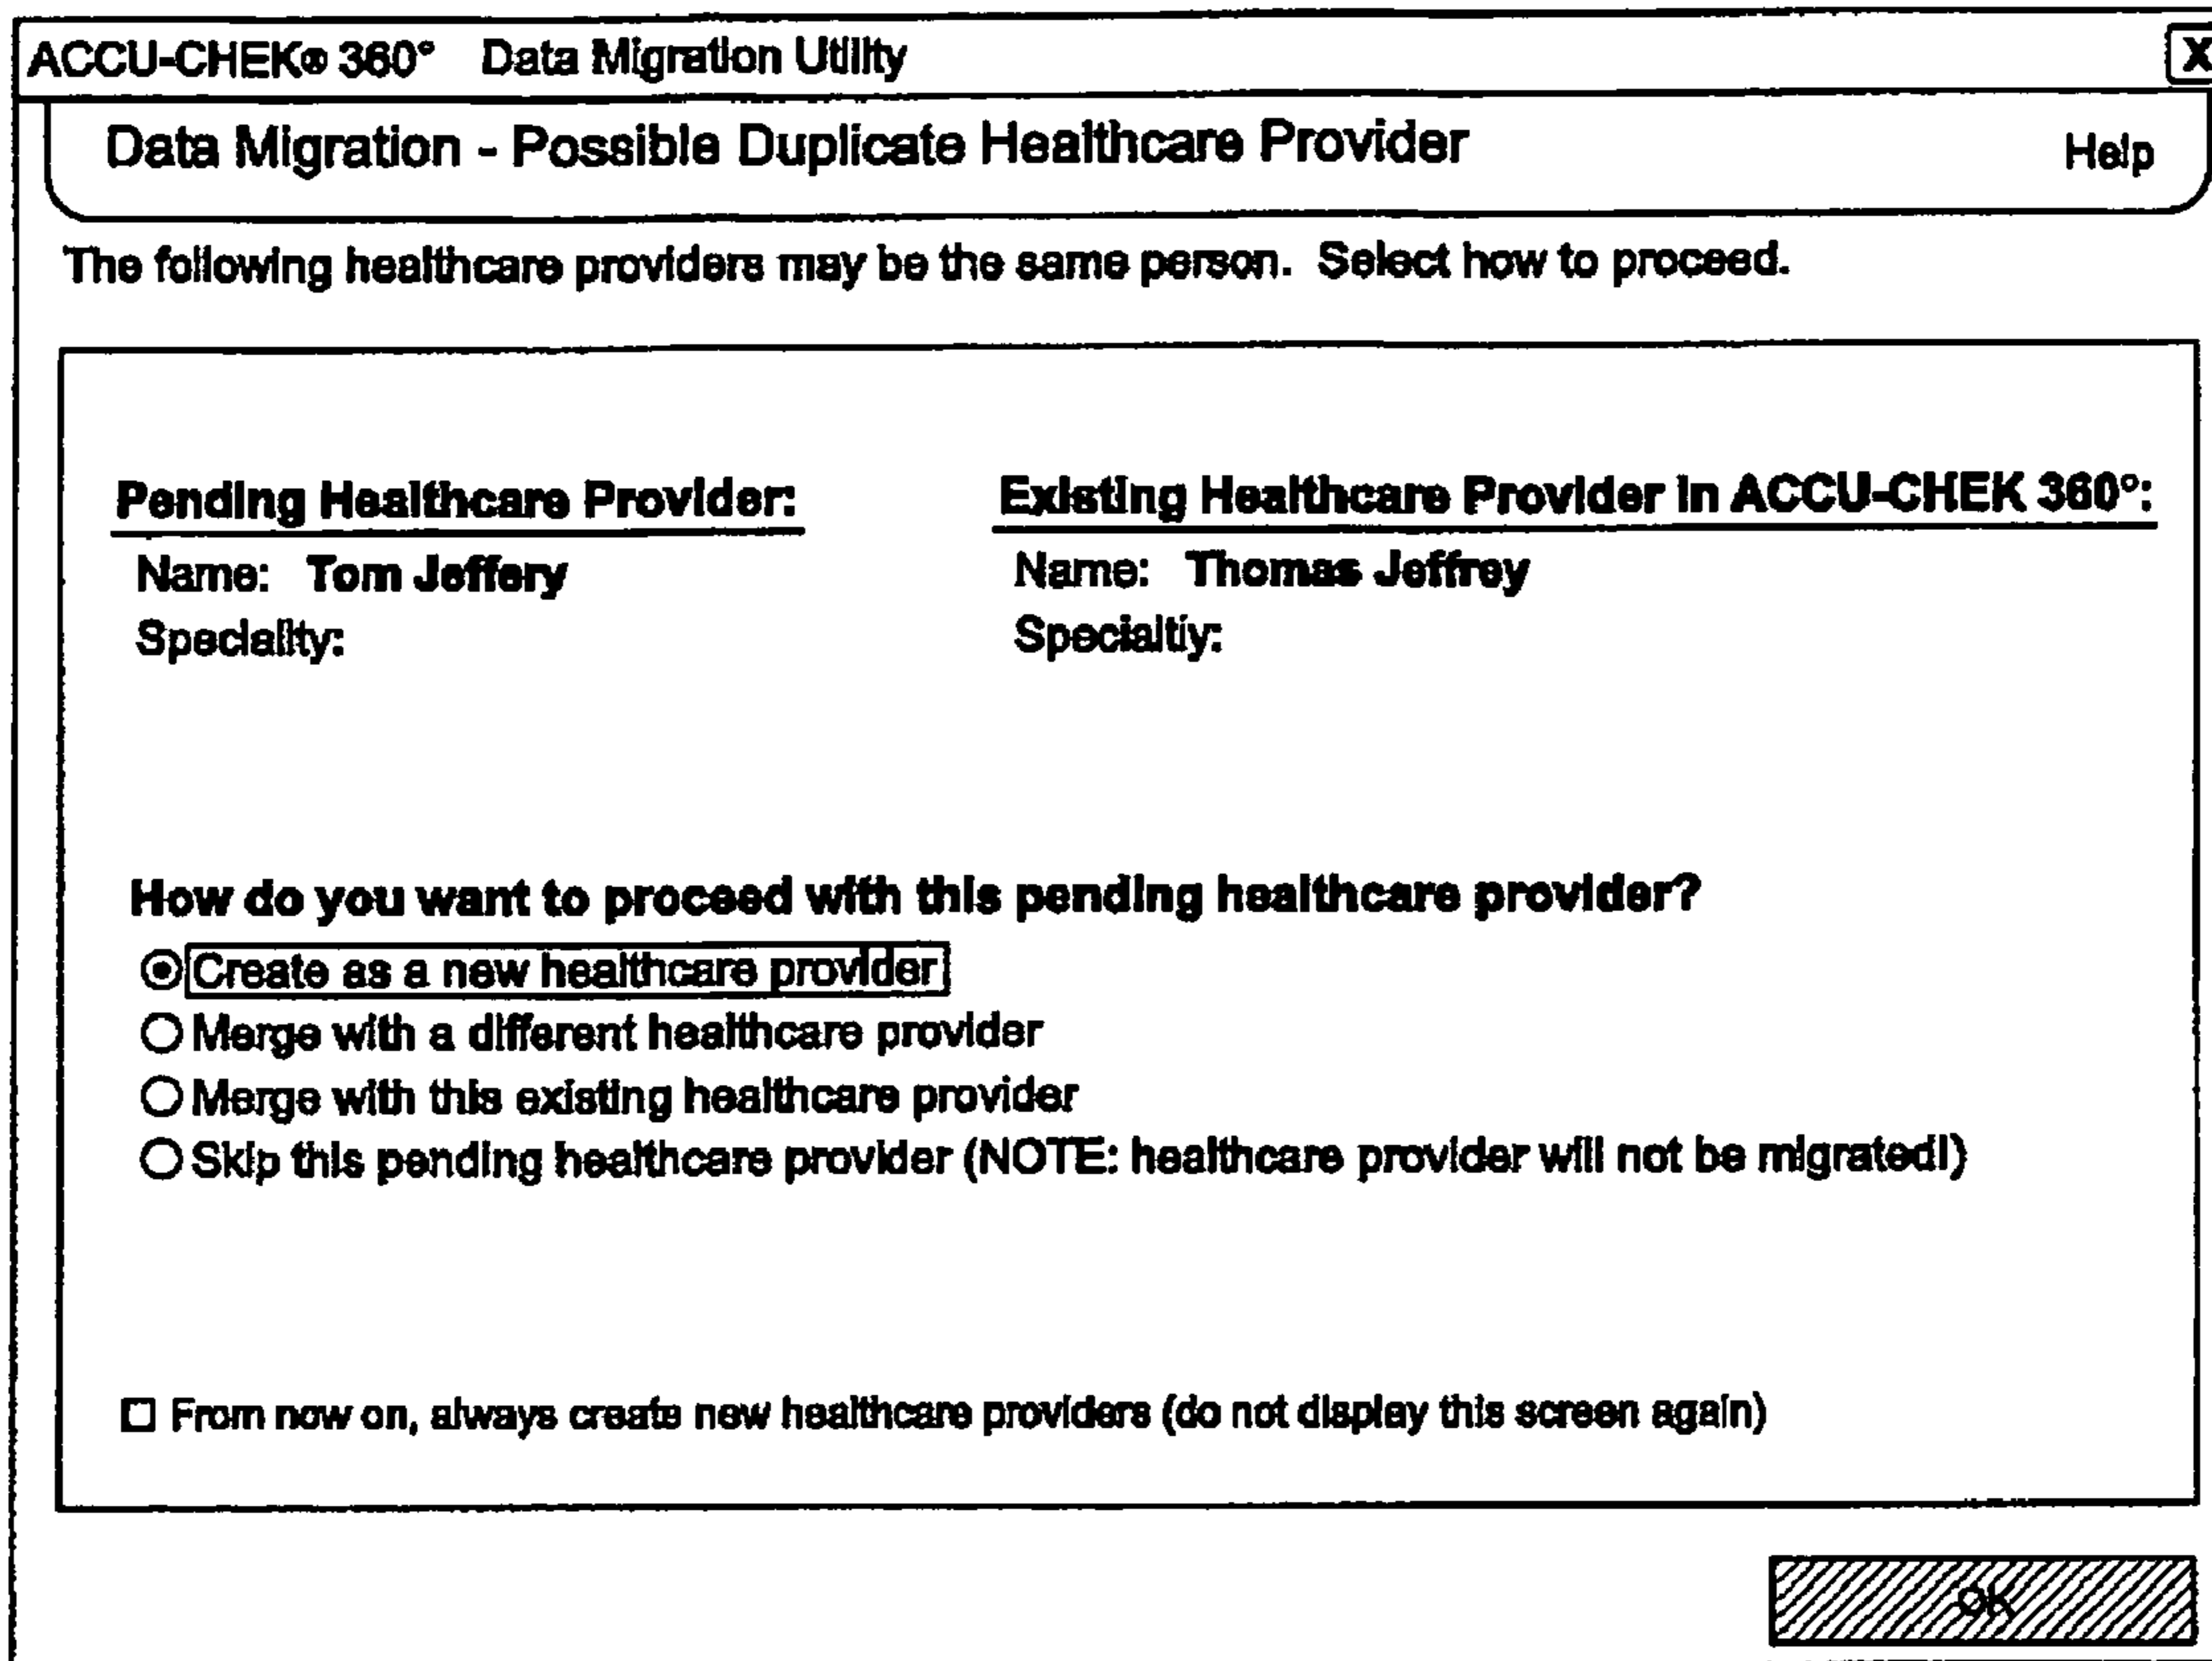 ACCU-CHEK® 360° Data Migration Utility X
Data Migration - Possible Duplicate Healthcare Provider Help
The following healthcare providers may be the same person. Select how to proceed.
Pending Healthcare Provider: Existing Healthcare Provider in ACCU-CHEK 360°:
Name: Tom Jeffery Name: Thomas Jeffrey
Speciality: Specialtiy:
How do you want to proceed with this pending healthcare provider?
Create as a new healthcare provider
Merge with a different healthcare provider
Merge with this existing healthcare provider
Skip this pending healthcare provider (NOTE: healthcare provider will not be migrated!)
From now on, always create new healthcare providers (do not display this screen again)
OK